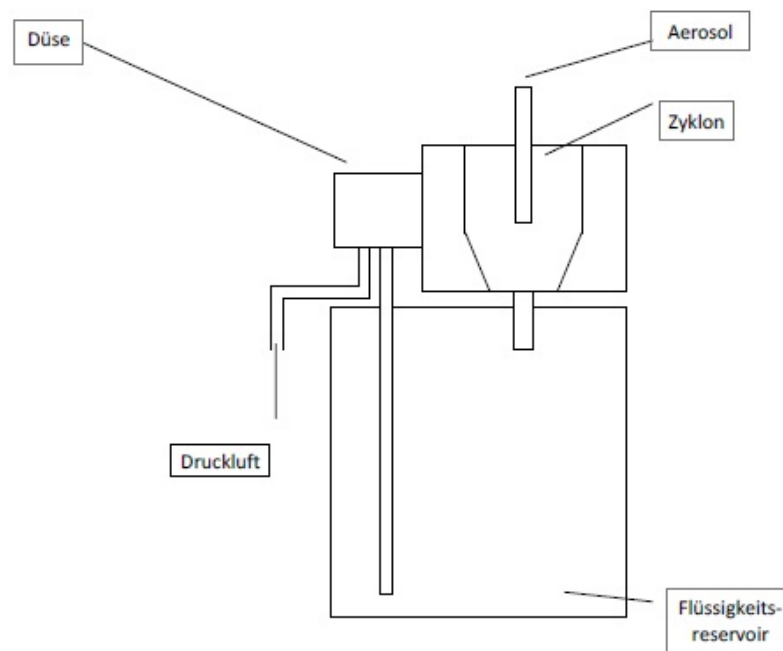 Düse
Aerosol
Zyklon
Druckluft
Flüssigkeits-
reservoir